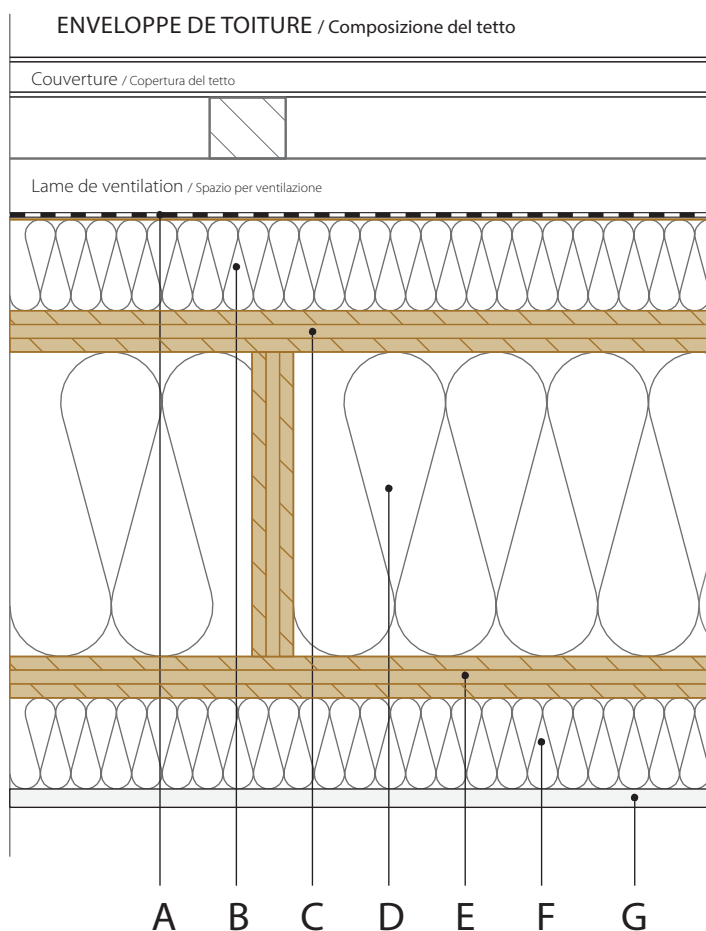 ENVELOPPE DE TOITURE / Composizione del tetto
Couverture / Copertura del tetto
Lame de ventilation / Spazio per ventilazione
A B C D E F G